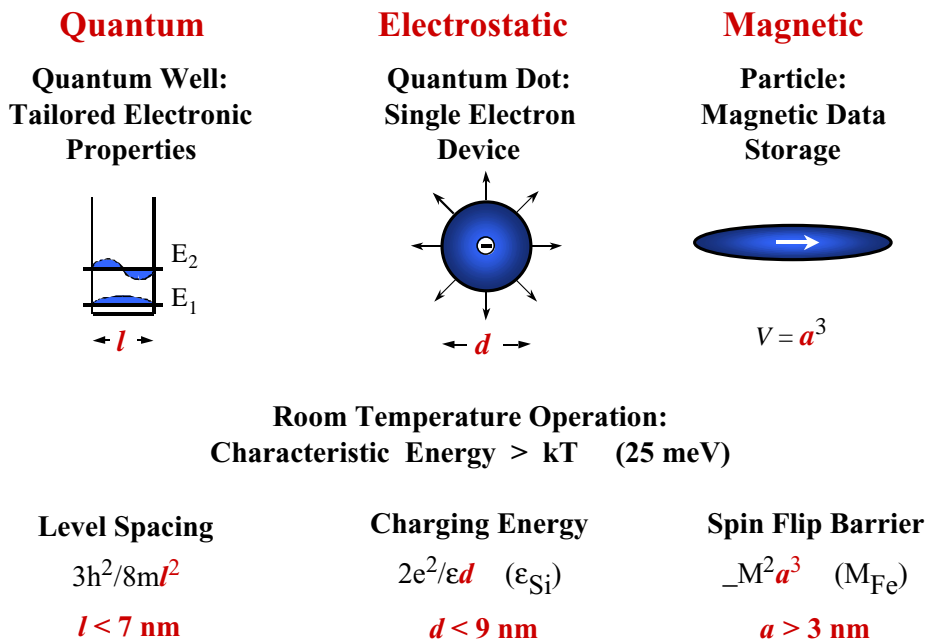 Quantum
Electrostatic
Magnetic
Quantum Well:
Tailored Electronic
Properties
Quantum Dot:
Single Electron
Device
Particle:
Magnetic Data
Storage
E₂
E₁
l
–
d
V = a³
Room Temperature Operation:
Characteristic Energy > kT (25 meV)
Level Spacing
3h²/8ml²
l < 7 nm
Charging Energy
2e²/εd (ε_Si)
d < 9 nm
Spin Flip Barrier
_M²a³ (M_Fe)
a > 3 nm